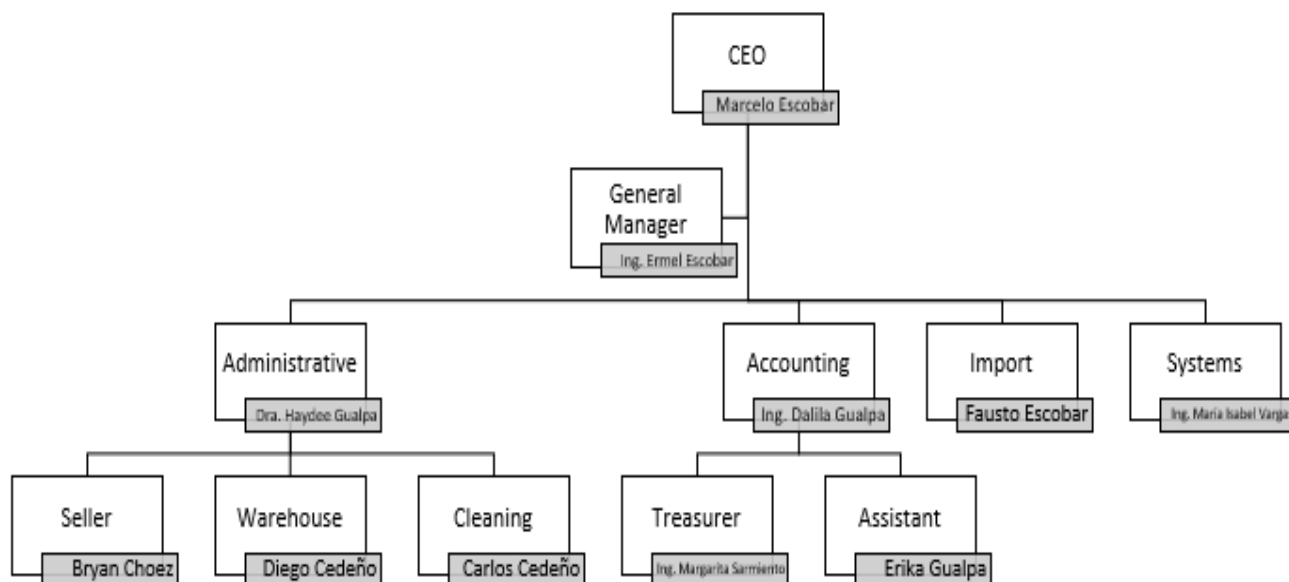 CEO
Marcelo Escobar
General
Manager
Ing. Ermel Escobar
Administrative
Dra. Haydee Gualpa
Accounting
Ing. Dalila Gualpa
Import
Fausto Escobar
Systems
Ing. María Isabel Vargas
Seller
Bryan Choez
Warehouse
Diego Cedeño
Cleaning
Carlos Cedeño
Treasurer
Ing. Margarita Sarmiento
Assistant
Erika Gualpa